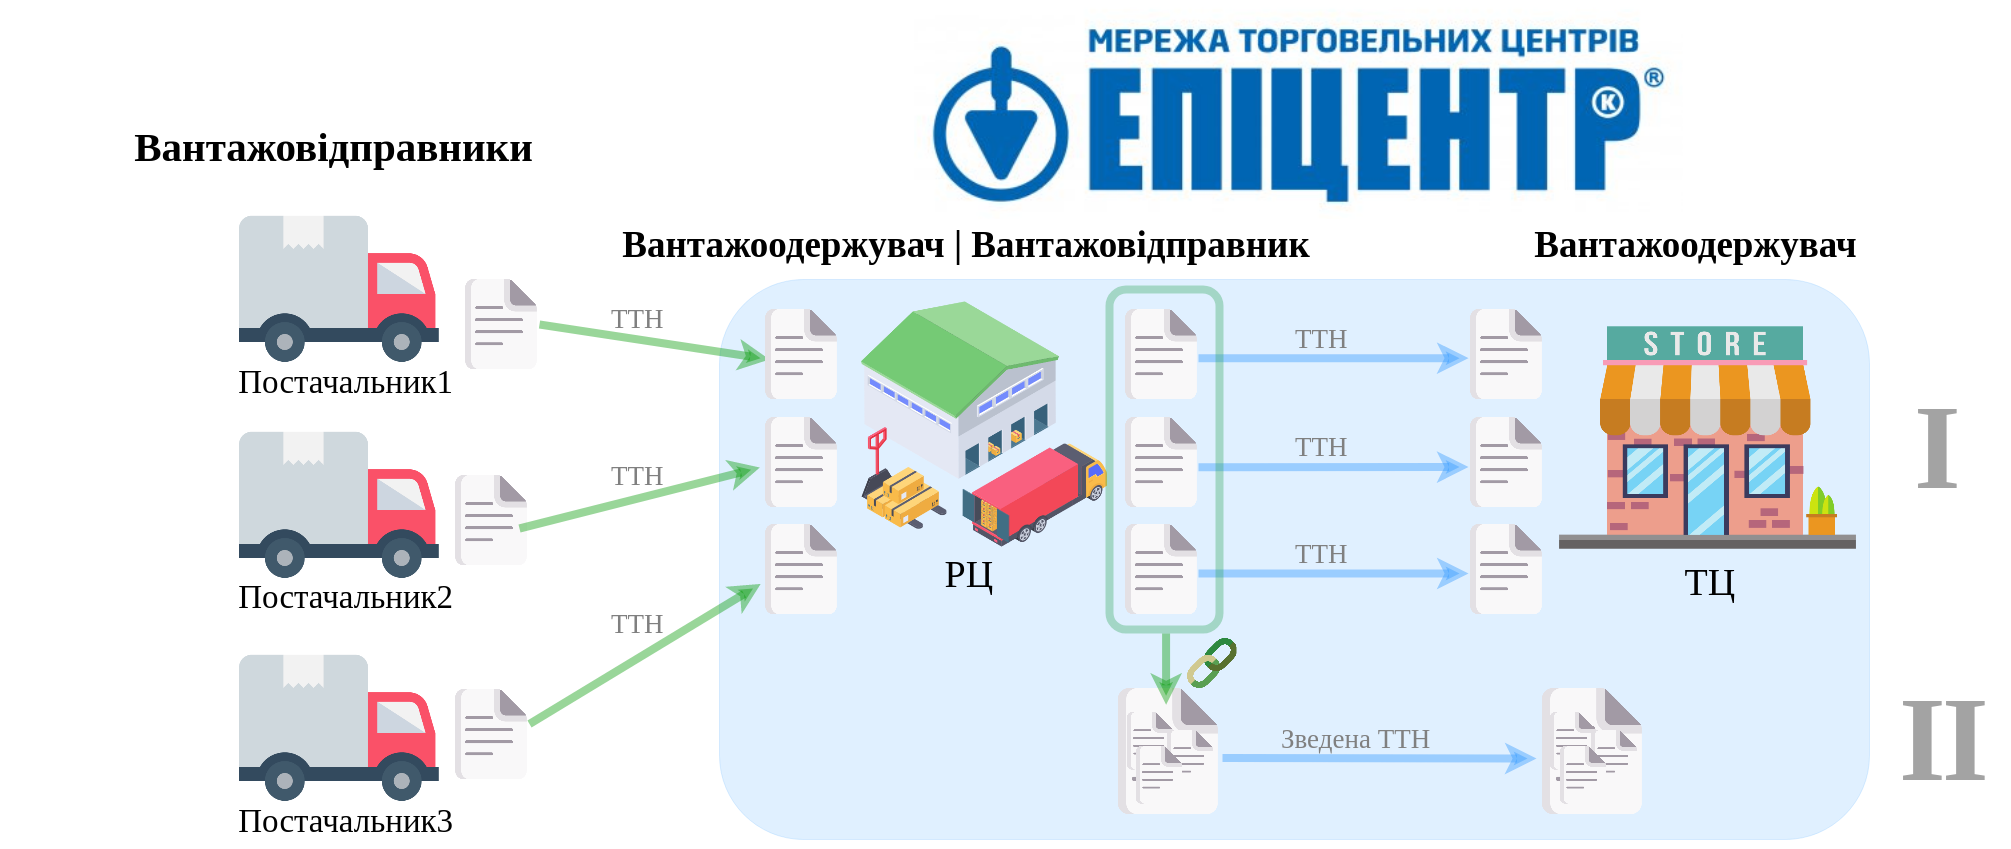 МЕРЕЖА ТОРГОВЕЛЬНИХ ЦЕНТРІВ
ЕПІЦЕНТР К ®
Вантажовідправники
Вантажоодержувач | Вантажовідправник
Вантажоодержувач
ТТН
ТТН
STORE
Постачальник1
I
ТТН
ТТН
ТТН
РЦ
ТЦ
Постачальник2
ТТН
II
Зведена ТТН
Постачальник3